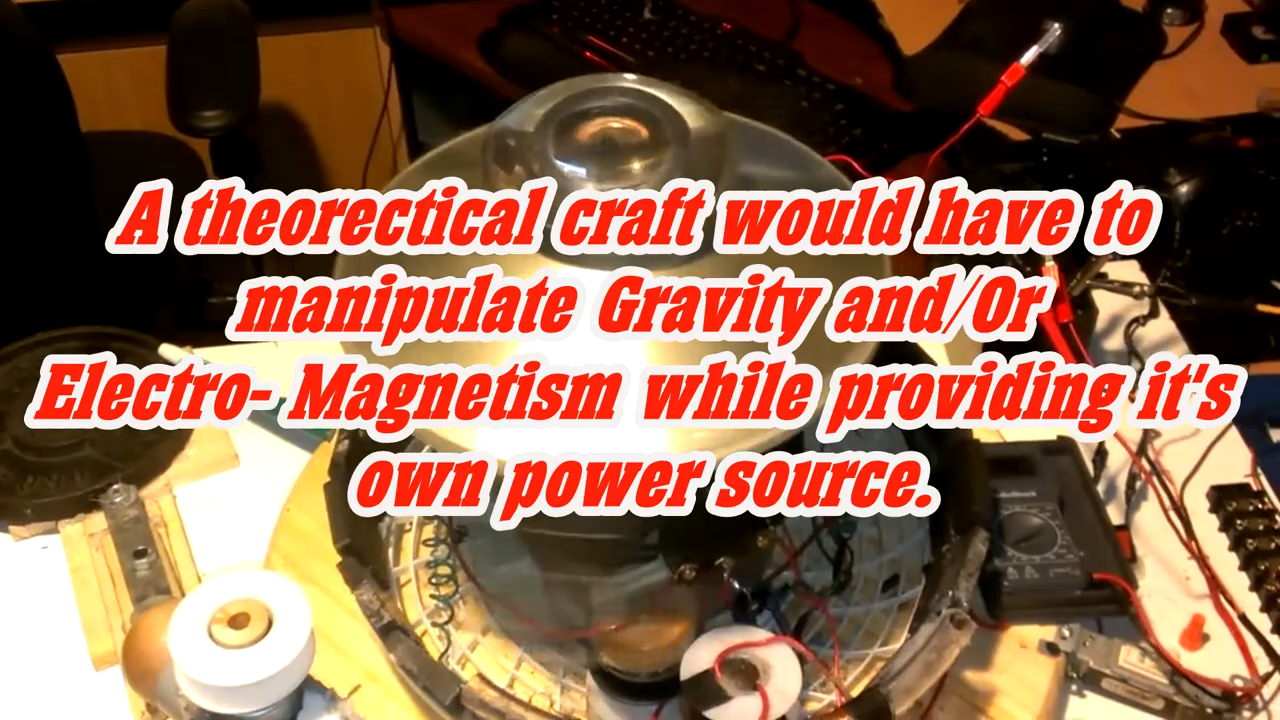 A theorectical craft would have to
manipulate Gravity and/Or
Electro- Magnetism while providing it's
own power source.